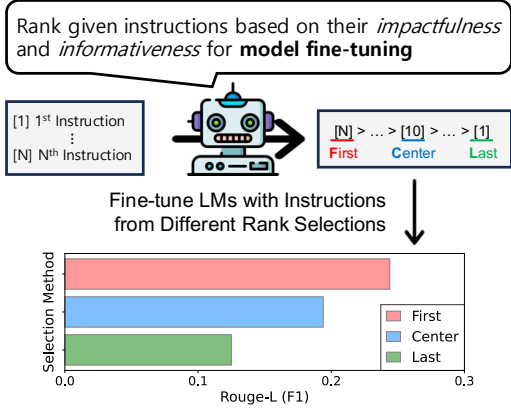 Rank given instructions based on their impactfulness
and informativeness for model fine-tuning
[1] 1st Instruction
⋮
[N] Nth Instruction
[N] > ... > [10] > ... > [1]
First Center Last
Fine-tune LMs with Instructions
from Different Rank Selections
Selection Method
First
Center
Last
0.0 0.1 0.2 0.3
Rouge-L (F1)